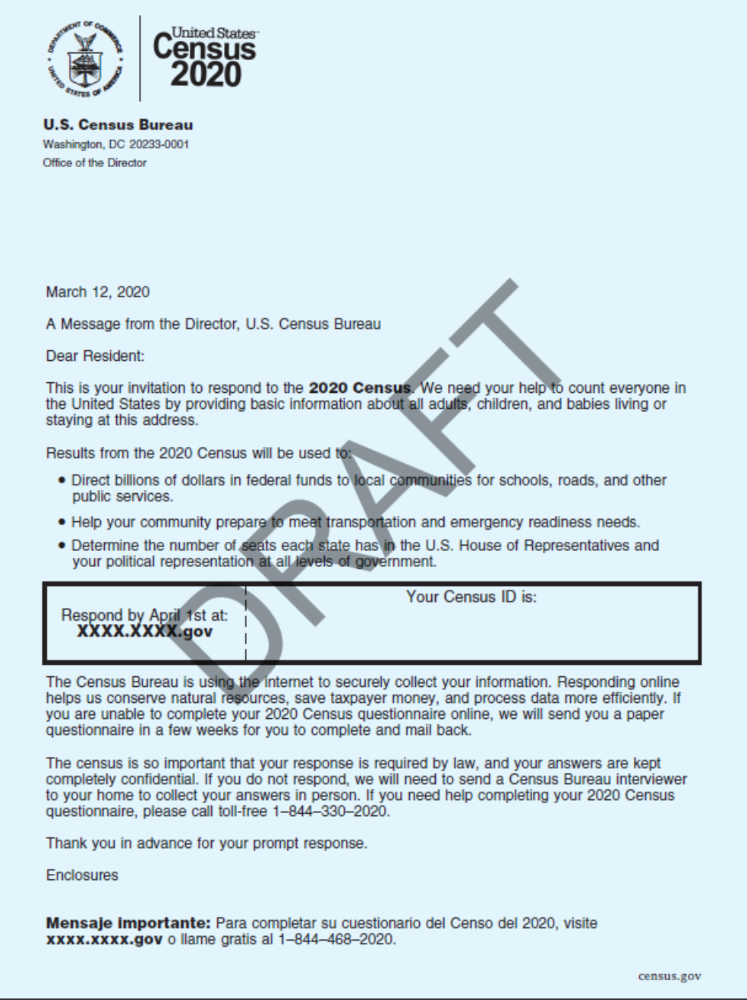 DEPARTMENT OF COMMERCE
UNITED STATES OF AMERICA
United States™
Census
2020
U.S. Census Bureau
Washington, DC 20233-0001
Office of the Director
March 12, 2020
A Message from the Director, U.S. Census Bureau
Dear Resident:
This is your invitation to respond to the 2020 Census. We need your help to count everyone in
the United States by providing basic information about all adults, children, and babies living or
staying at this address.
Results from the 2020 Census will be used to:
• Direct billions of dollars in federal funds to local communities for schools, roads, and other
public services.
• Help your community prepare to meet transportation and emergency readiness needs.
• Determine the number of seats each state has in the U.S. House of Representatives and
your political representation at all levels of government.
Respond by April 1st at:
XXXX.XXXX.gov
Your Census ID is:
The Census Bureau is using the internet to securely collect your information. Responding online
helps us conserve natural resources, save taxpayer money, and process data more efficiently. If
you are unable to complete your 2020 Census questionnaire online, we will send you a paper
questionnaire in a few weeks for you to complete and mail back.
The census is so important that your response is required by law, and your answers are kept
completely confidential. If you do not respond, we will need to send a Census Bureau interviewer
to your home to collect your answers in person. If you need help completing your 2020 Census
questionnaire, please call toll-free 1–844–330–2020.
Thank you in advance for your prompt response.
Enclosures
Mensaje importante: Para completar su cuestionario del Censo del 2020, visite
xxxx.xxxx.gov o llame gratis al 1–844–468–2020.
census.gov
DRAFT